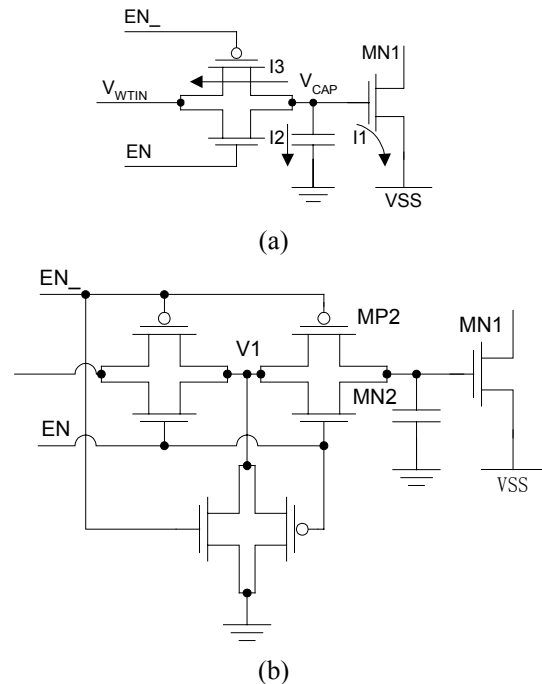 EN_
MN1
I3
V_CAP
V_WTIN
I2
I1
EN
VSS
(a)
EN_
MP2
MN1
V1
MN2
EN
VSS
(b)